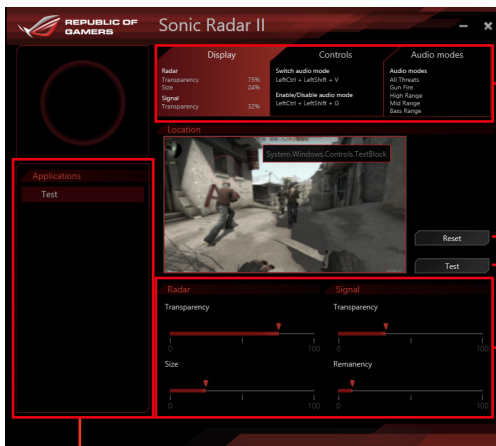 REPUBLIC OF
GAMERS
Sonic Radar II
Display
Controls
Audio modes
Radar
Transparency 75%
Size 24%
Signal
Transparency 32%
Switch audio mode
LeftCtrl + LeftShift + V
Enable/Disable audio mode
LeftCtrl + LeftShift + G
Audio modes
All Threats
Gun Fire
High Range
Mid Range
Bass Range
Location
System.Windows.Controls.TextBlock
Applications
Test
Reset
Test
Radar
Signal
Transparency
Transparency
0 100
0 100
Size
Remanency
0 100
0 100